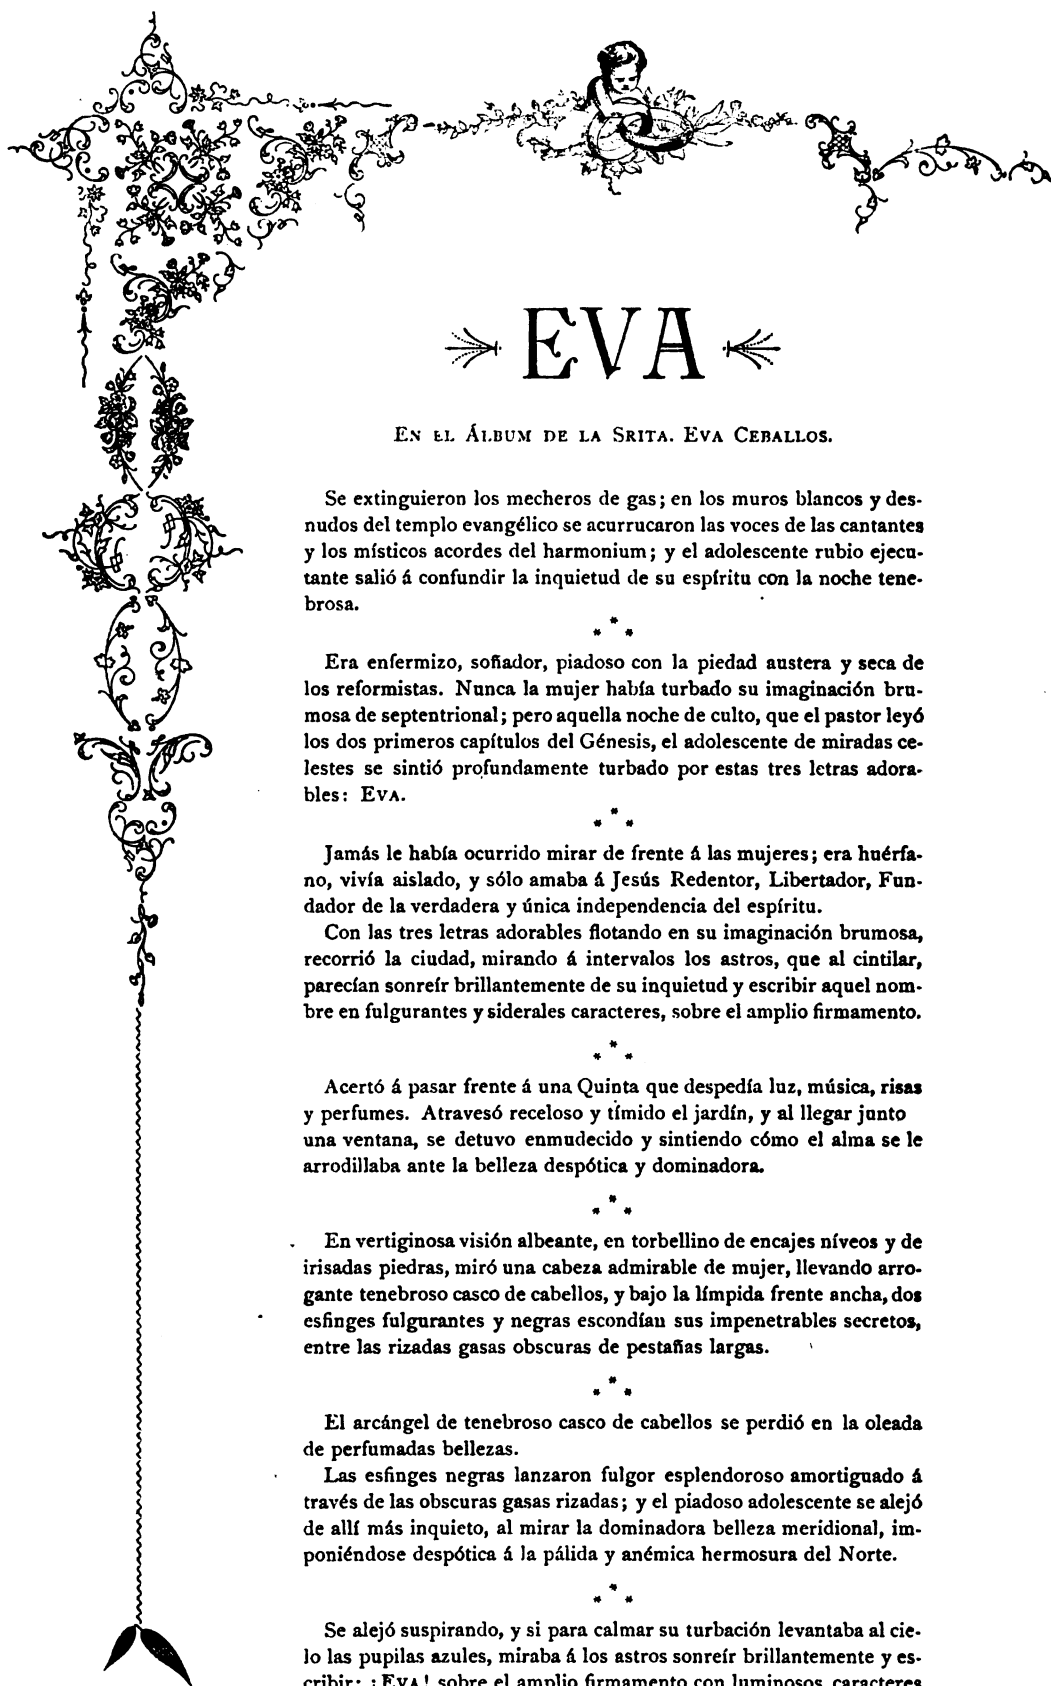 EVA
EN EL ÁLBUM DE LA SRITA. EVA CEBALLOS.
Se extinguieron los mecheros de gas; en los muros blancos y des-
nudos del templo evangélico se acurrucaron las voces de las cantantes
y los místicos acordes del harmonium; y el adolescente rubio ejecu-
tante salió á confundir la inquietud de su espíritu con la noche tene-
brosa.
* * *
Era enfermizo, soñador, piadoso con la piedad austera y seca de
los reformistas. Nunca la mujer había turbado su imaginación bru-
mosa de septentrional; pero aquella noche de culto, que el pastor leyó
los dos primeros capítulos del Génesis, el adolescente de miradas ce-
lestes se sintió profundamente turbado por estas tres letras adora-
bles: EVA.
* * *
Jamás le había ocurrido mirar de frente á las mujeres; era huérfa-
no, vivía aislado, y sólo amaba á Jesús Redentor, Libertador, Fun-
dador de la verdadera y única independencia del espíritu.
Con las tres letras adorables flotando en su imaginación brumosa,
recorrió la ciudad, mirando á intervalos los astros, que al cintilar,
parecían sonreír brillantemente de su inquietud y escribir aquel nom-
bre en fulgurantes y siderales caracteres, sobre el amplio firmamento.
* * *
Acertó á pasar frente á una Quinta que despedía luz, música, risas
y perfumes. Atravesó receloso y tímido el jardín, y al llegar junto
una ventana, se detuvo enmudecido y sintiendo cómo el alma se le
arrodillaba ante la belleza despótica y dominadora.
* * *
En vertiginosa visión albeante, en torbellino de encajes níveos y de
irisadas piedras, miró una cabeza admirable de mujer, llevando arro-
gante tenebroso casco de cabellos, y bajo la límpida frente ancha, dos
esfinges fulgurantes y negras escondían sus impenetrables secretos,
entre las rizadas gasas obscuras de pestañas largas.
* * *
El arcángel de tenebroso casco de cabellos se perdió en la oleada
de perfumadas bellezas.
Las esfinges negras lanzaron fulgor esplendoroso amortiguado á
través de las obscuras gasas rizadas; y el piadoso adolescente se alejó
de allí más inquieto, al mirar la dominadora belleza meridional, im-
poniéndose despótica á la pálida y anémica hermosura del Norte.
* * *
Se alejó suspirando, y si para calmar su turbación levantaba al cie-
lo las pupilas azules, miraba á los astros sonreír brillantemente y es-
cribir: ¡EVA! sobre el amplio firmamento con luminosos caracteres